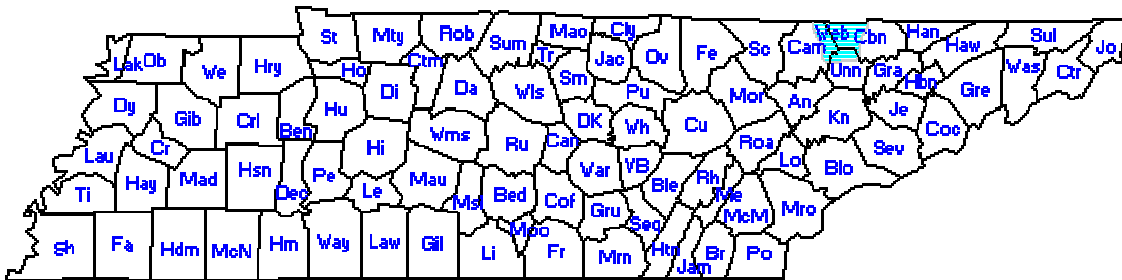 St Mty Rob Sum Mao Cly
Tr Jac Ov Fe Sc Cam Cbn Han Haw Sul Jo
Lak Ob We Hry Ho Ctm
Di Da Wls Sm Pu Mor An Unn Gra Hbn Gre Was Ctr
Dy Gib Crl Ben Hu Wms Ru Can DK Wh Cu Roa Kn Je Coc
Lau Cr Hi Var VB Lo Blo Sev
Ti Hay Mad Hsn Dec Pe Le Mau Msl Bed Cof Gru Ble Seq Rh Me McM Mro
Sh Fa Hdm McN Hm Way Law Gil Li Moo Fr Mrn Htn Jam Br Po